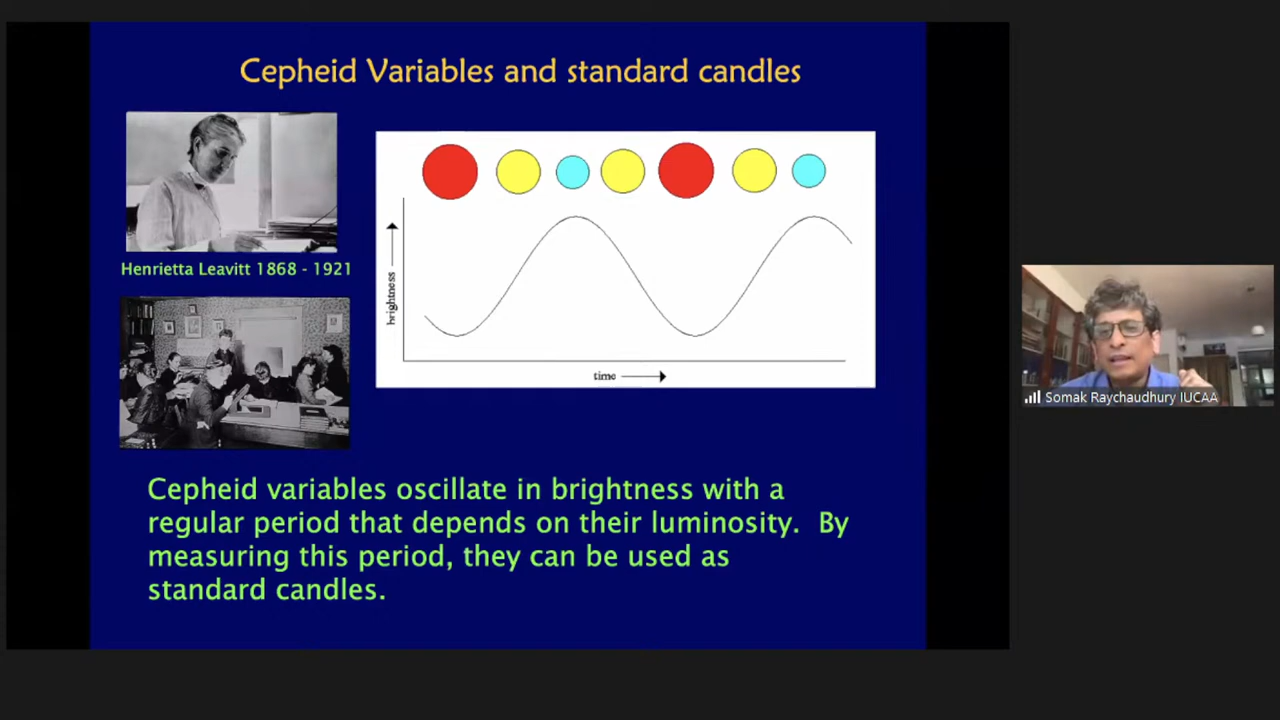 Cepheid Variables and standard candles
Henrietta Leavitt 1868 - 1921
brightness
time
Cepheid variables oscillate in brightness with a
regular period that depends on their luminosity.  By
measuring this period, they can be used as
standard candles.
Somak Raychaudhury IUCAA